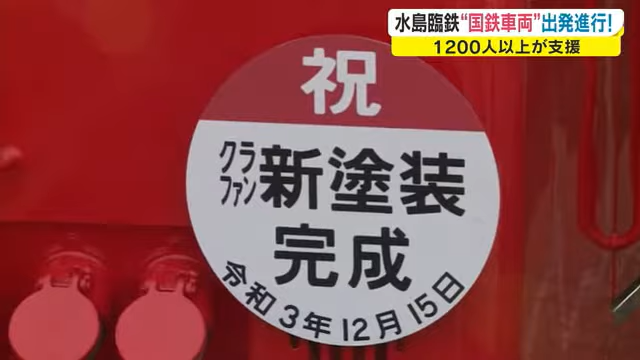 水島臨鉄“国鉄車両”出発進行!
1200人以上が支援
祝
クラ
ファン
新塗装
完成
令和3年12月15日